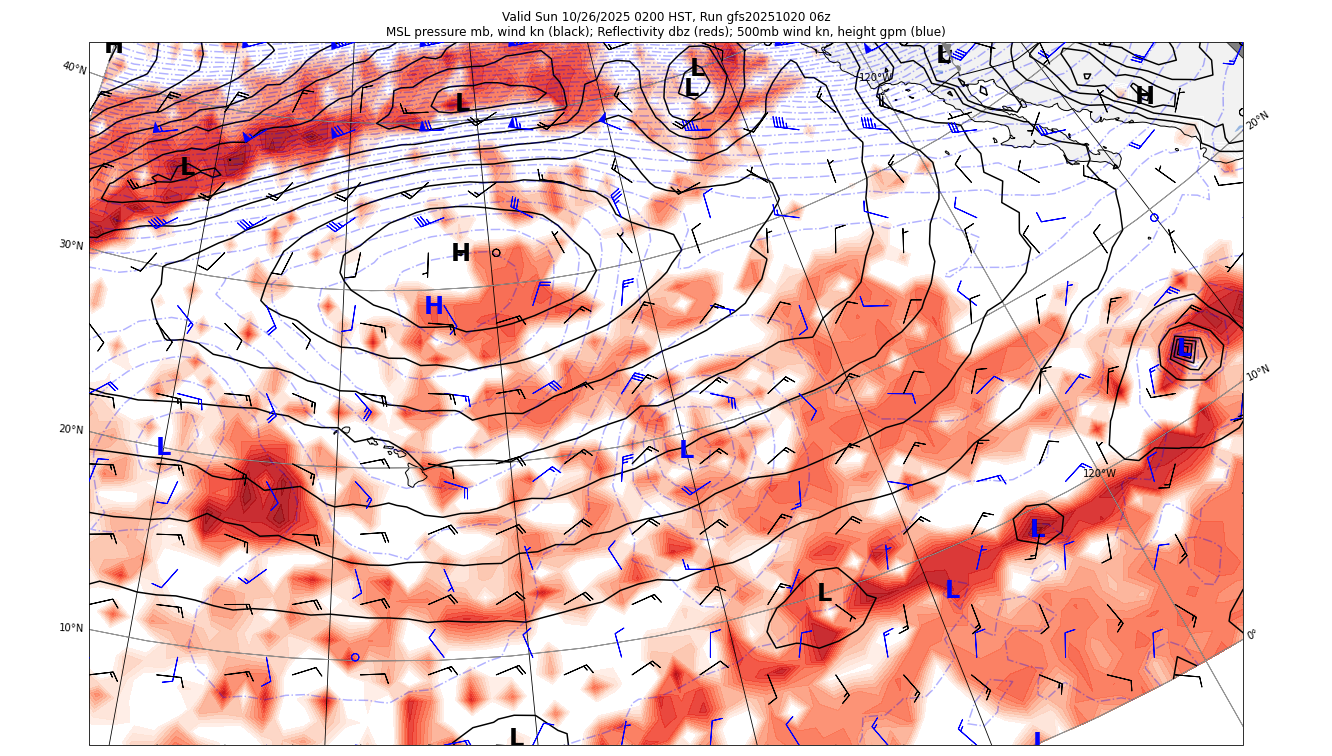 Valid Sun 10/26/2025 0200 HST, Run gfs20251020 06z
MSL pressure mb, wind kn (black); Reflectivity dbz (reds); 500mb wind kn, height gpm (blue)
H
L
L
L
L
H
L
L
120°W
40°N
20°N
30°N
H
H
L
10°N
20°N
L
L
120°W
L
10°N
L
L
0°
L
L